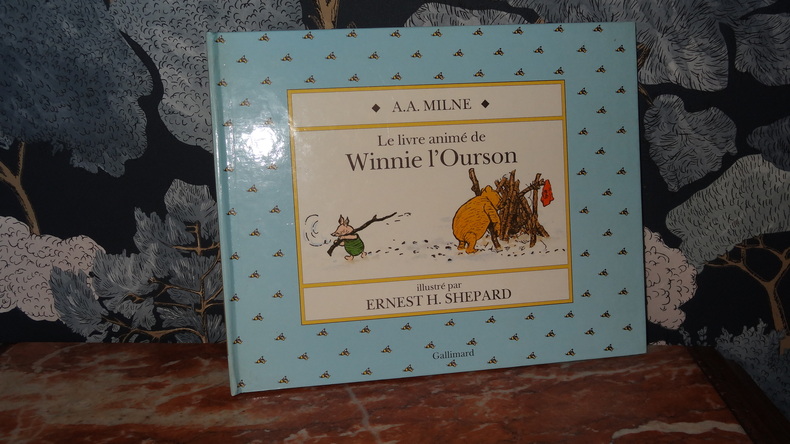 A.A. MILNE
Le livre animé de
Winnie l'Ourson
illustré par
ERNEST H. SHEPARD
Gallimard